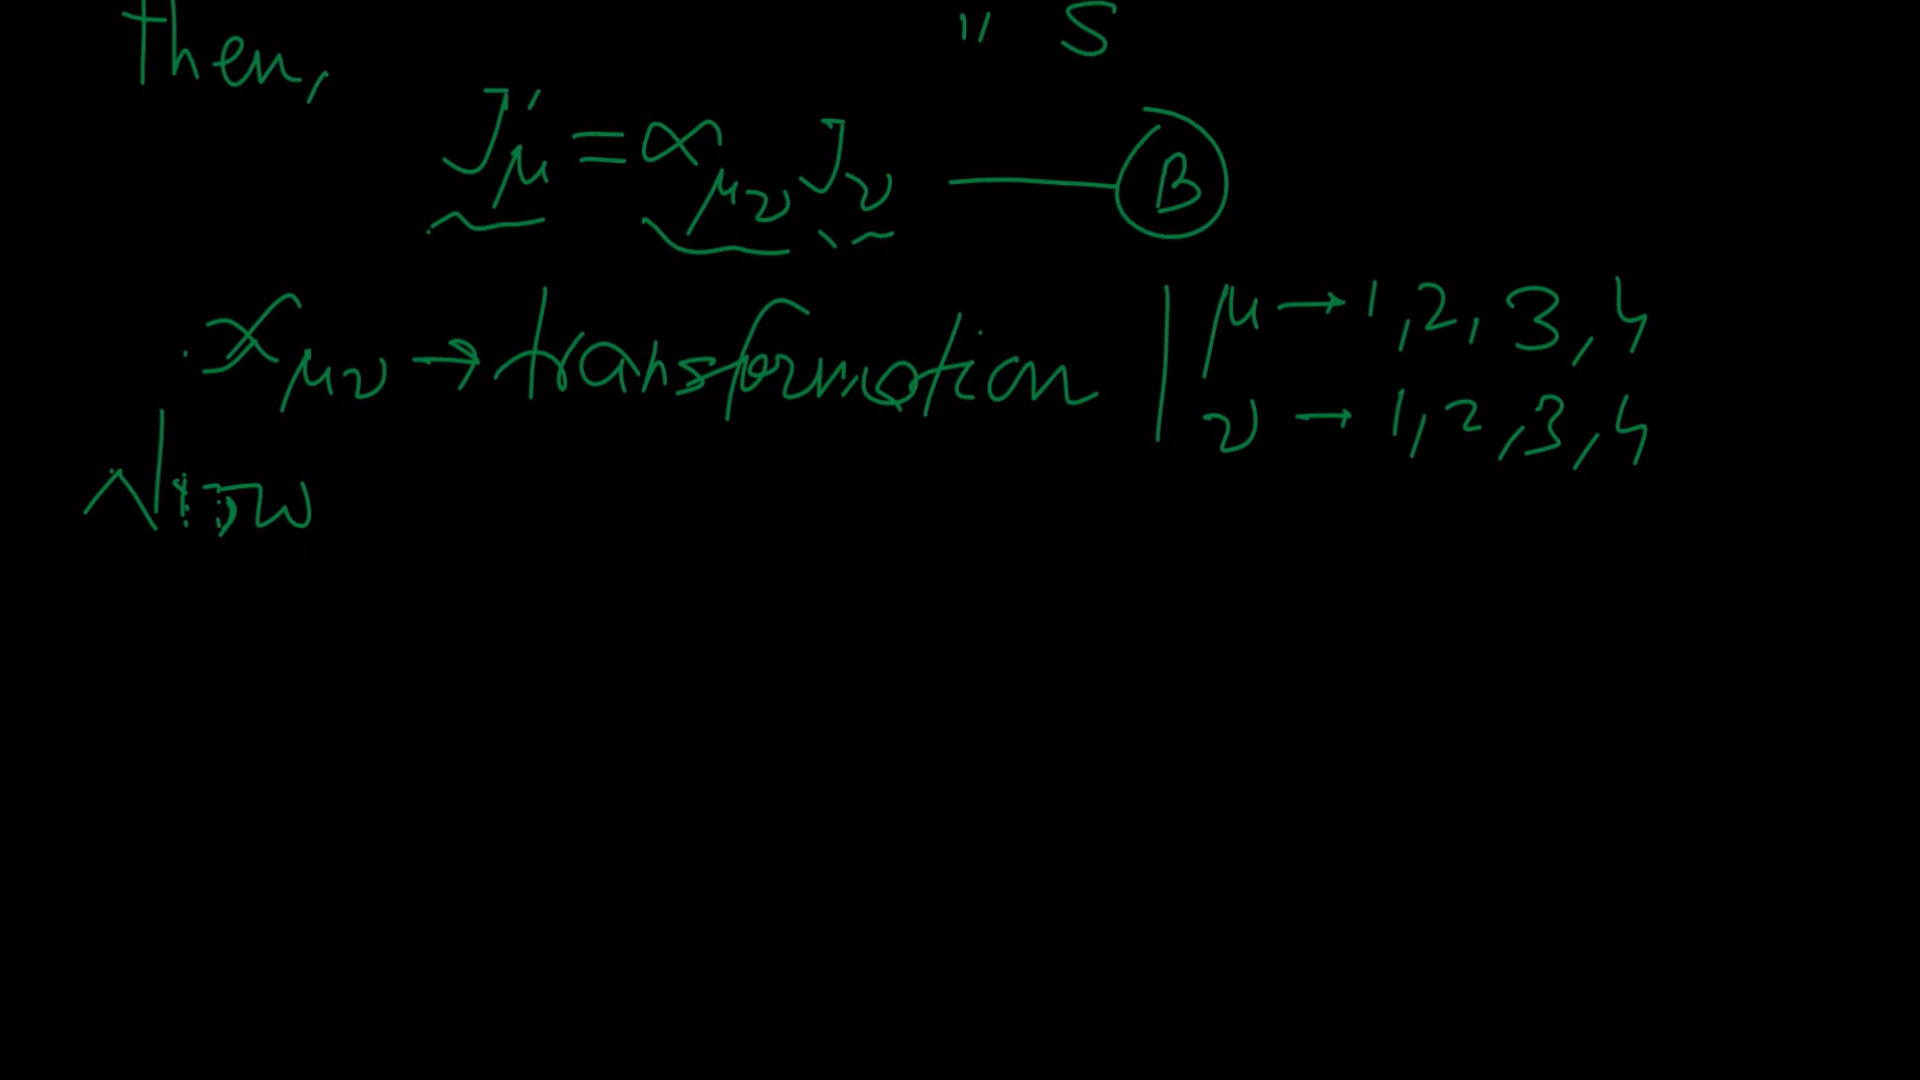 " S
then,
J'μ = αμν Jν —— B
αμν → transformation | μ → 1, 2, 3, 4
ν → 1, 2, 3, 4
Now